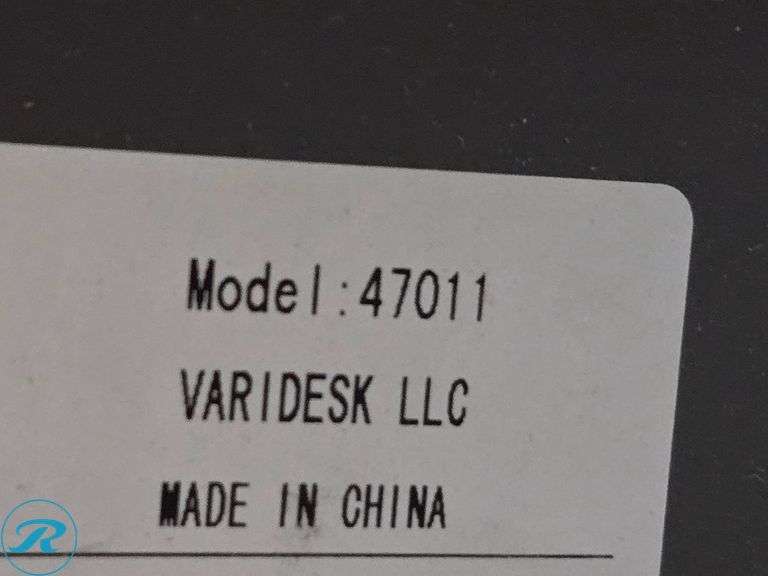 Model:47011
VARIDESK LLC
MADE IN CHINA
R